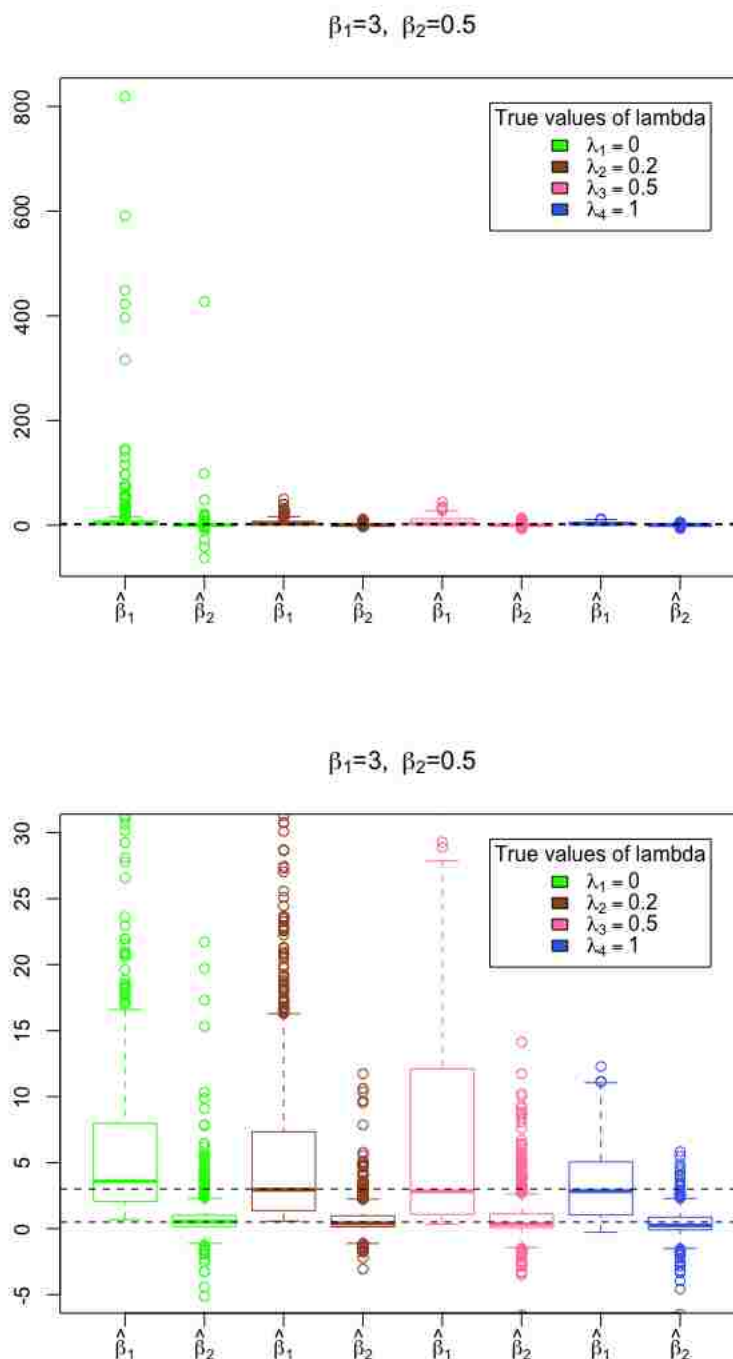 β₁=3, β₂=0.5
800
600
400
200
0
True values of lambda
λ₁ = 0
λ₂ = 0.2
λ₃ = 0.5
λ₄ = 1
β̂₁ β̂₂ β̂₁ β̂₂ β̂₁ β̂₂ β̂₁ β̂₂
β₁=3, β₂=0.5
30
25
20
15
10
5
0
-5
True values of lambda
λ₁ = 0
λ₂ = 0.2
λ₃ = 0.5
λ₄ = 1
β̂₁ β̂₂ β̂₁ β̂₂ β̂₁ β̂₂ β̂₁ β̂₂